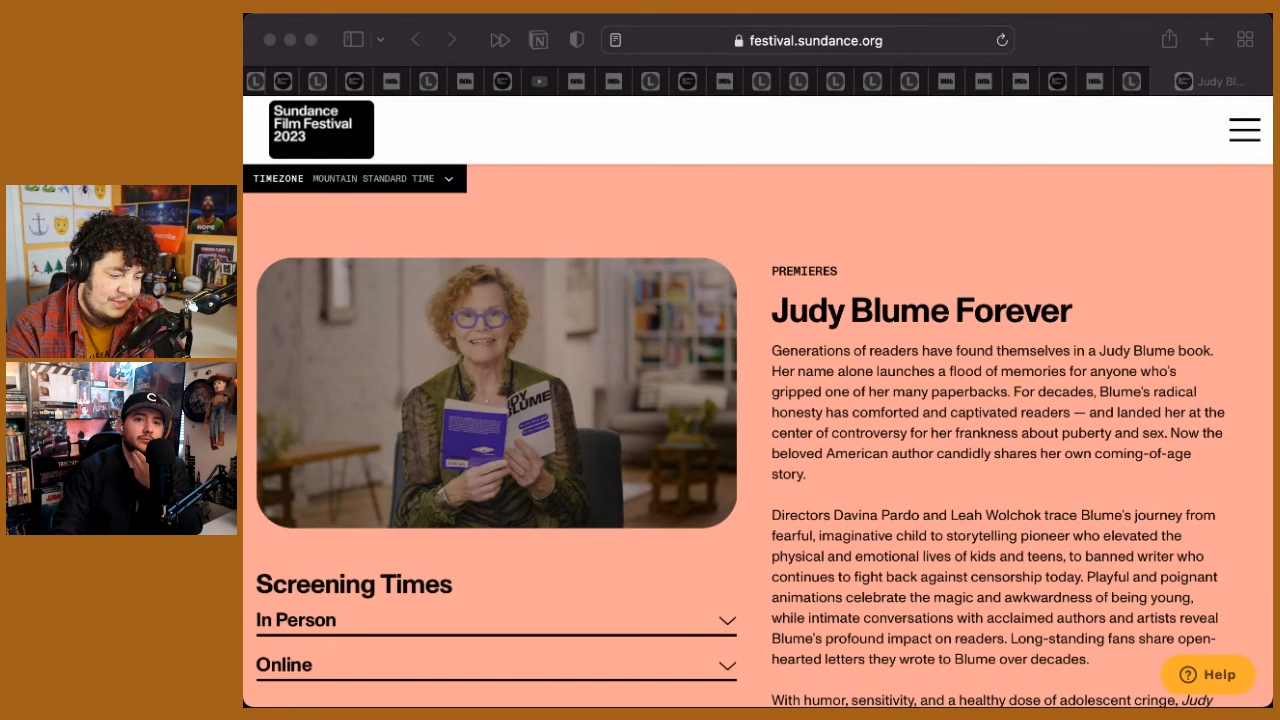 festival.sundance.org
Judy Bl...
Sundance
Film Festival
2023
TIMEZONE MOUNTAIN STANDARD TIME
NOPE
PREMIERES
Judy Blume Forever
Generations of readers have found themselves in a Judy Blume book.
Her name alone launches a flood of memories for anyone who's
gripped one of her many paperbacks. For decades, Blume's radical
honesty has comforted and captivated readers — and landed her at the
center of controversy for her frankness about puberty and sex. Now the
beloved American author candidly shares her own coming-of-age
story.
Directors Davina Pardo and Leah Wolchok trace Blume's journey from
fearful, imaginative child to storytelling pioneer who elevated the
physical and emotional lives of kids and teens, to banned writer who
continues to fight back against censorship today. Playful and poignant
animations celebrate the magic and awkwardness of being young,
while intimate conversations with acclaimed authors and artists reveal
Blume's profound impact on readers. Long-standing fans share open-
hearted letters they wrote to Blume over decades.
With humor, sensitivity, and a healthy dose of adolescent cringe, Judy
Screening Times
In Person
Online
Help